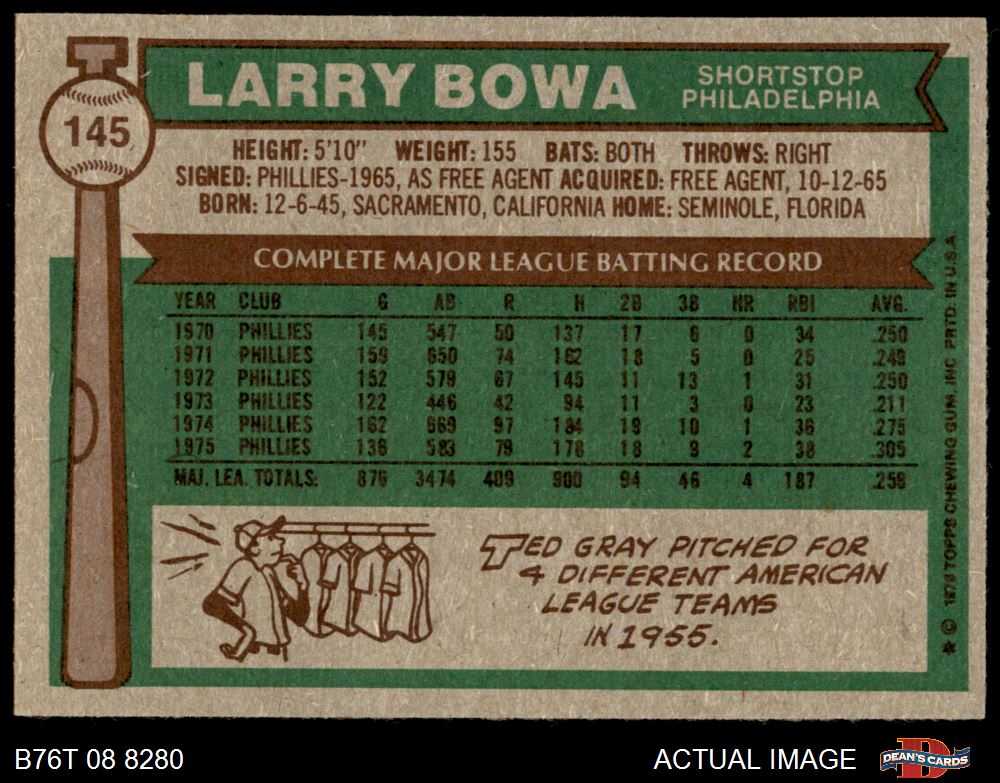 LARRY BOWA
SHORTSTOP
PHILADELPHIA
145
HEIGHT: 5'10" WEIGHT: 155 BATS: BOTH THROWS: RIGHT
SIGNED: PHILLIES-1965, AS FREE AGENT ACQUIRED: FREE AGENT, 10-12-65
BORN: 12-6-45, SACRAMENTO, CALIFORNIA HOME: SEMINOLE, FLORIDA
COMPLETE MAJOR LEAGUE BATTING RECORD
YEAR CLUB G AB R H 2B 3B HR RBI AVG.
1970 PHILLIES 145 547 50 137 17 6 0 34 .250
1971 PHILLIES 159 650 74 162 18 5 0 25 .249
1972 PHILLIES 152 579 67 145 11 13 1 31 .250
1973 PHILLIES 122 446 42 94 11 3 0 23 .211
1974 PHILLIES 162 669 97 184 19 10 1 36 .275
1975 PHILLIES 136 583 79 178 18 9 2 38 .305
MAJ. LEA. TOTALS: 876 3474 409 900 94 46 4 187 .259
TED GRAY PITCHED FOR
4 DIFFERENT AMERICAN
LEAGUE TEAMS
IN 1955.
* © 1976 TOPPS CHEWING GUM, INC PRTD IN U.S.A.
B76T 08 8280
ACTUAL IMAGE
DEAN'S CARDS